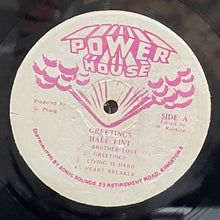 POWER
HOUSE
Produced by
G. Phang
SIDE A
Edited by
M. Rackine
GREETINGS
HALF PINT
1. BROTHER LOVE
2. GREETINGS
3. LIVING IS HARD
4. HEART BREAKER
DISTRIBUTED BY SONIC SOUNDS 25 RETIREMENT ROAD, KINGSTON 5